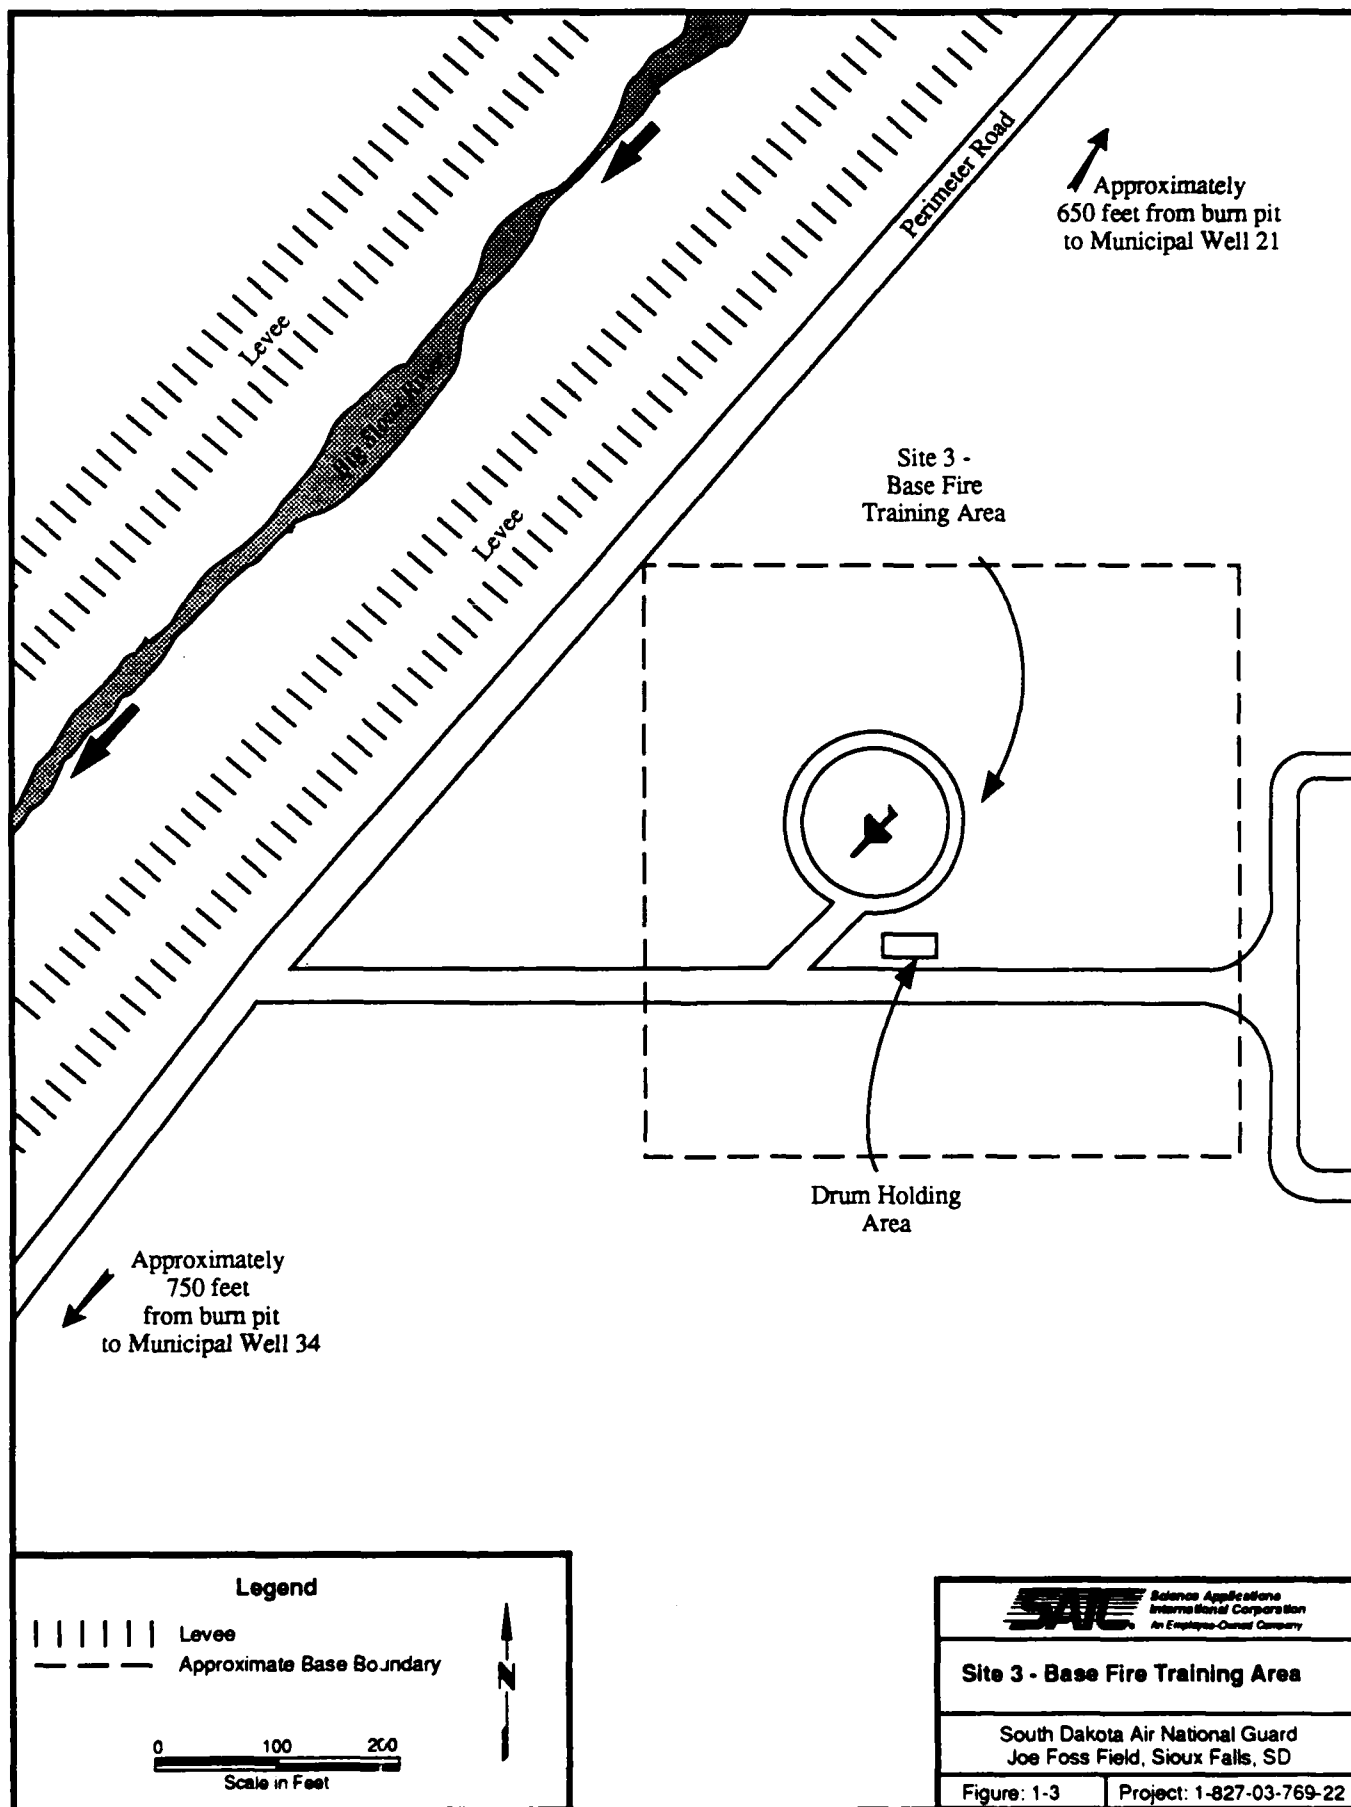 Perimeter Road
Approximately
650 feet from burn pit
to Municipal Well 21
Levee
Big Sioux River
Levee
Site 3 -
Base Fire
Training Area
Drum Holding
Area
Approximately
750 feet
from burn pit
to Municipal Well 34
Legend
Levee
Approximate Base Boundary
N
0 100 200
Scale in Feet
SAIC
Science Applications
International Corporation
An Employee-Owned Company
Site 3 - Base Fire Training Area
South Dakota Air National Guard
Joe Foss Field, Sioux Falls, SD
Figure: 1-3 Project: 1-827-03-769-22